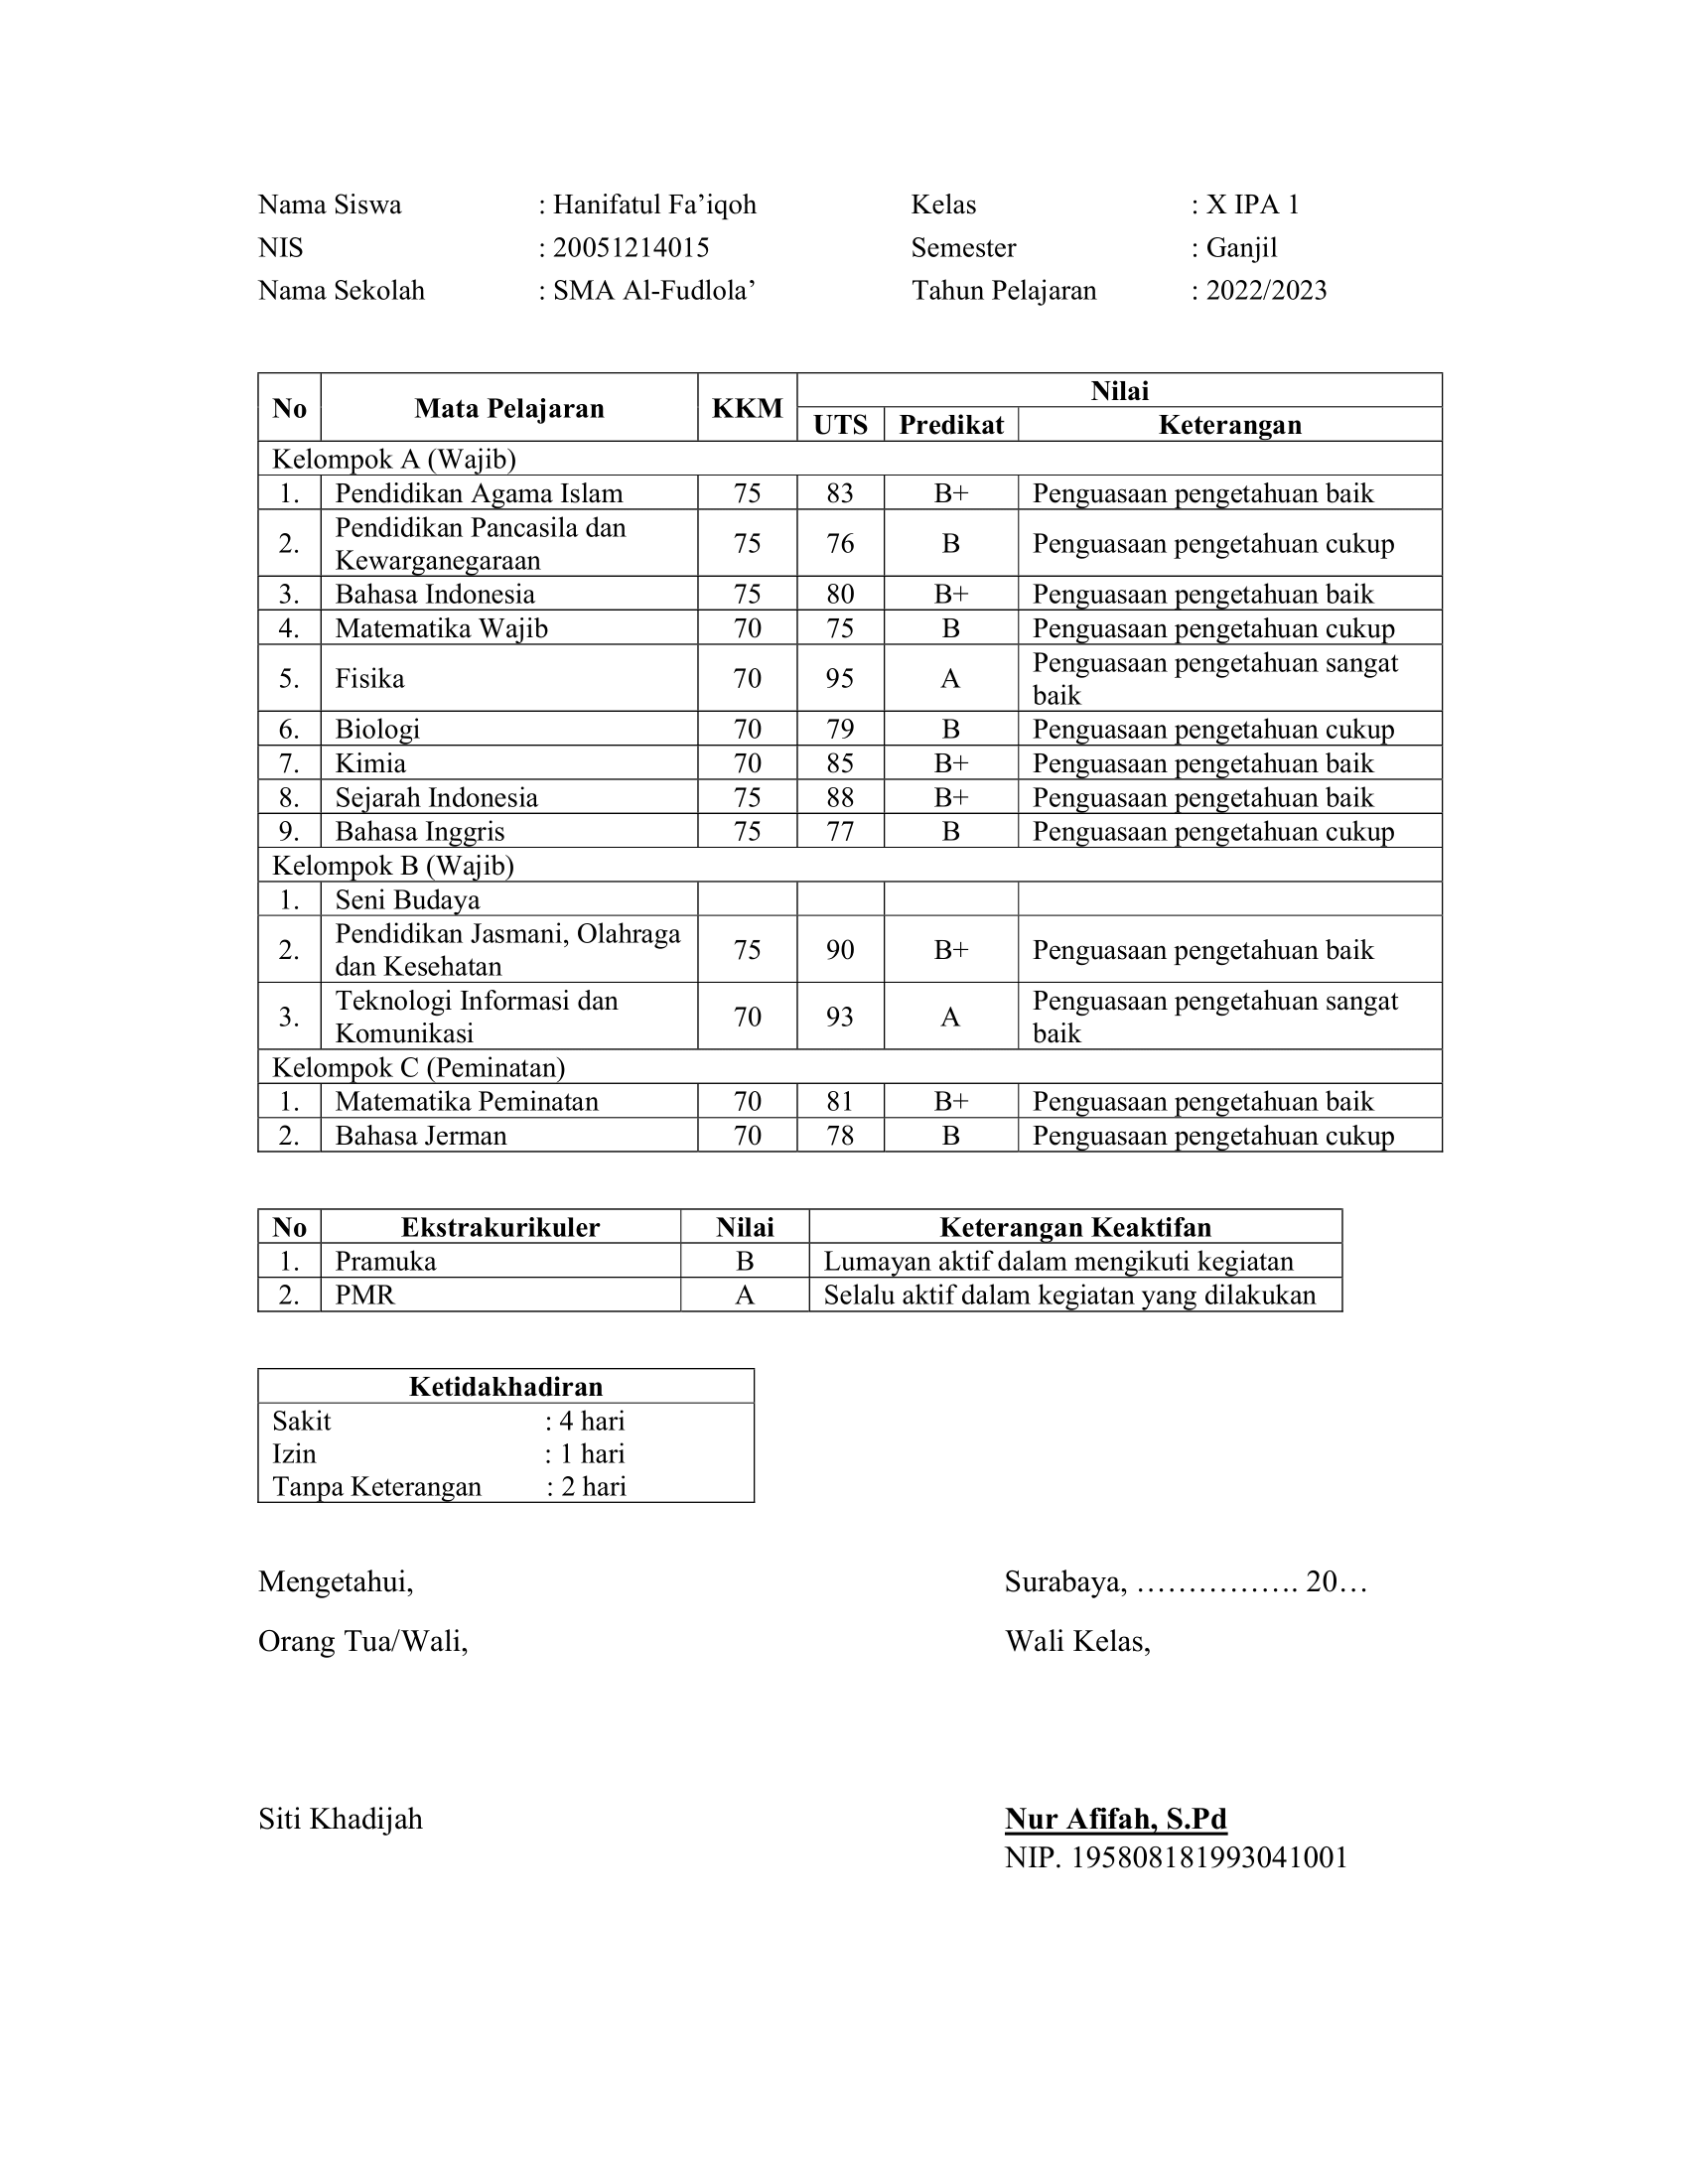 Nama Siswa : Hanifatul Fa’iqoh Kelas : X IPA 1
NIS : 20051214015 Semester : Ganjil
Nama Sekolah : SMA Al-Fudlola’ Tahun Pelajaran : 2022/2023
No Mata Pelajaran KKM Nilai
UTS Predikat Keterangan
Kelompok A (Wajib)
1. Pendidikan Agama Islam 75 83 B+ Penguasaan pengetahuan baik
2. Pendidikan Pancasila dan
Kewarganegaraan 75 76 B Penguasaan pengetahuan cukup
3. Bahasa Indonesia 75 80 B+ Penguasaan pengetahuan baik
4. Matematika Wajib 70 75 B Penguasaan pengetahuan cukup
5. Fisika 70 95 A Penguasaan pengetahuan sangat
baik
6. Biologi 70 79 B Penguasaan pengetahuan cukup
7. Kimia 70 85 B+ Penguasaan pengetahuan baik
8. Sejarah Indonesia 75 88 B+ Penguasaan pengetahuan baik
9. Bahasa Inggris 75 77 B Penguasaan pengetahuan cukup
Kelompok B (Wajib)
1. Seni Budaya
2. Pendidikan Jasmani, Olahraga
dan Kesehatan 75 90 B+ Penguasaan pengetahuan baik
3. Teknologi Informasi dan
Komunikasi 70 93 A Penguasaan pengetahuan sangat
baik
Kelompok C (Peminatan)
1. Matematika Peminatan 70 81 B+ Penguasaan pengetahuan baik
2. Bahasa Jerman 70 78 B Penguasaan pengetahuan cukup
No Ekstrakurikuler Nilai Keterangan Keaktifan
1. Pramuka B Lumayan aktif dalam mengikuti kegiatan
2. PMR A Selalu aktif dalam kegiatan yang dilakukan
Ketidakhadiran
Sakit : 4 hari
Izin : 1 hari
Tanpa Keterangan : 2 hari
Mengetahui, Surabaya, ……………. 20…
Orang Tua/Wali, Wali Kelas,
Siti Khadijah Nur Afifah, S.Pd
NIP. 195808181993041001